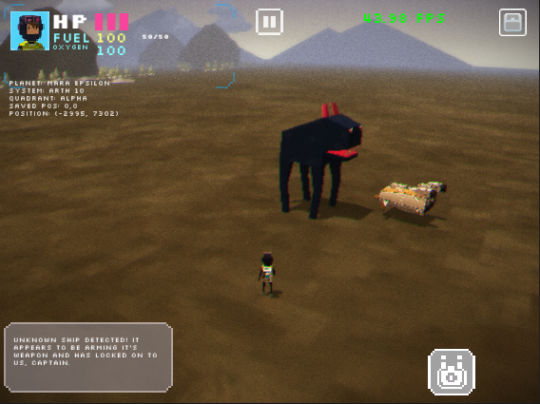 HP
FUEL 100
OXYGEN 100
50/50
43.96 FPS
PLANET: MARA EPSILON
SYSTEM: ARTH 10
QUADRANT: ALPHA
SAVED POS: 0,0
POSITION: (-2995, 7302)
UNKNOWN SHIP DETECTED! IT
APPEARS TO BE ARMING IT'S
WEAPON AND HAS LOCKED ON TO
US, CAPTAIN.